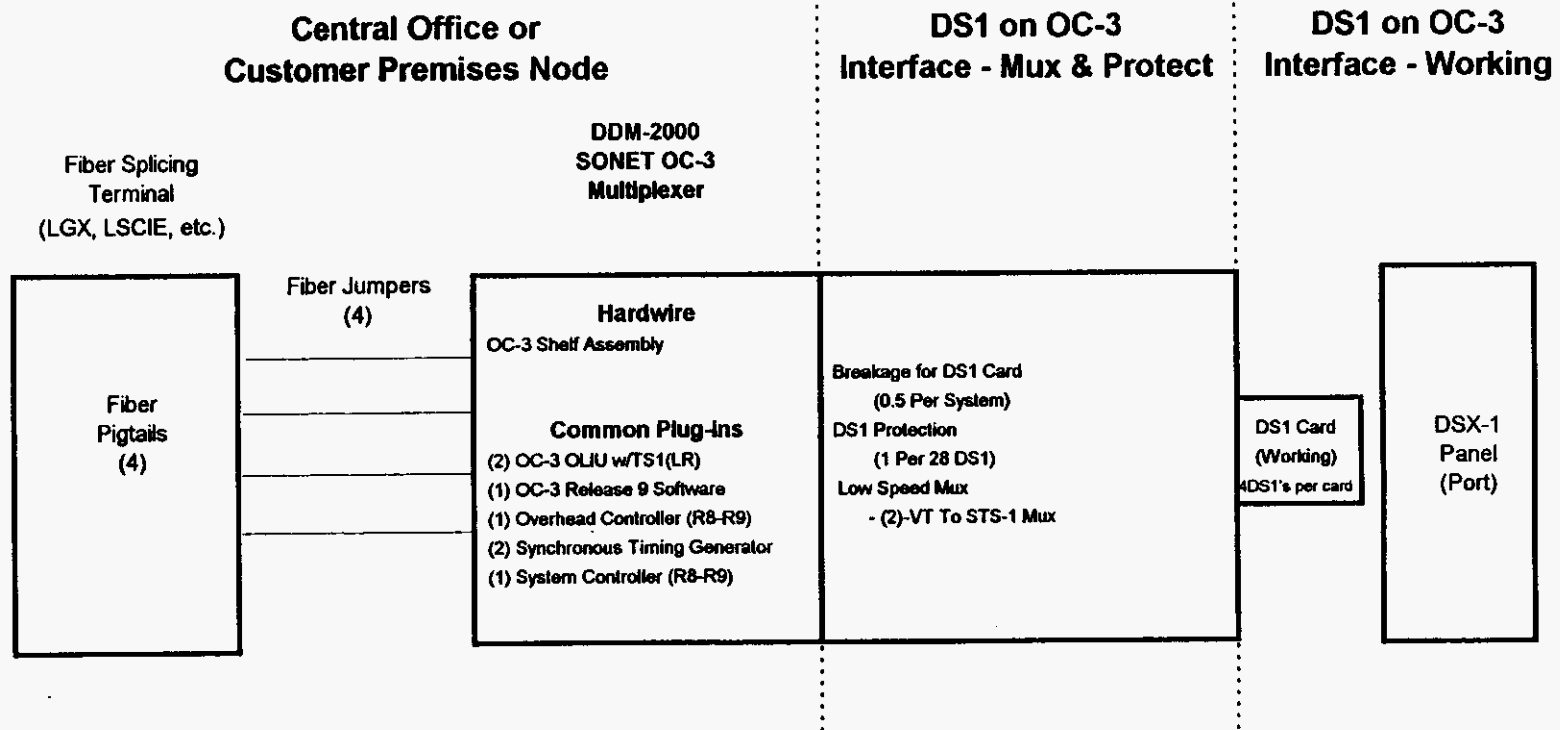 Central Office or
Customer Premises Node
DS1 on OC-3
Interface - Mux & Protect
DS1 on OC-3
Interface - Working
Fiber Splicing
Terminal
(LGX, LSCIE, etc.)
DDM-2000
SONET OC-3
Multiplexer
Fiber
Pigtails
(4)
Fiber Jumpers
(4)
Hardwire
OC-3 Shelf Assembly
Common Plug-ins
(2) OC-3 OLIU w/TS1(LR)
(1) OC-3 Release 9 Software
(1) Overhead Controller (R8-R9)
(2) Synchronous Timing Generator
(1) System Controller (R8-R9)
Breakage for DS1 Card
(0.5 Per System)
DS1 Protection
(1 Per 28 DS1)
Low Speed Mux
- (2)-VT To STS-1 Mux
DS1 Card
(Working)
4DS1's per card
DSX-1
Panel
(Port)